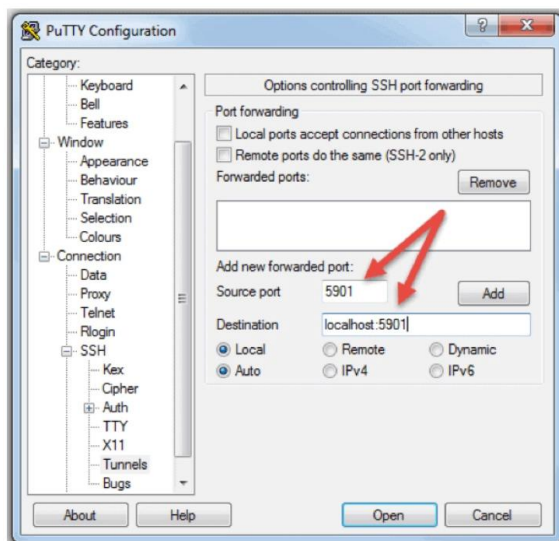 PuTTY Configuration
Category:
Keyboard
Bell
Features
Window
Appearance
Behaviour
Translation
Selection
Colours
Connection
Data
Proxy
Telnet
Rlogin
SSH
Kex
Cipher
Auth
TTY
X11
Tunnels
Bugs
Options controlling SSH port forwarding
Port forwarding
Local ports accept connections from other hosts
Remote ports do the same (SSH-2 only)
Forwarded ports:
Remove
Add new forwarded port:
Source port 5901 Add
Destination localhost:5901
Local Remote Dynamic
Auto IPv4 IPv6
About Help Open Cancel